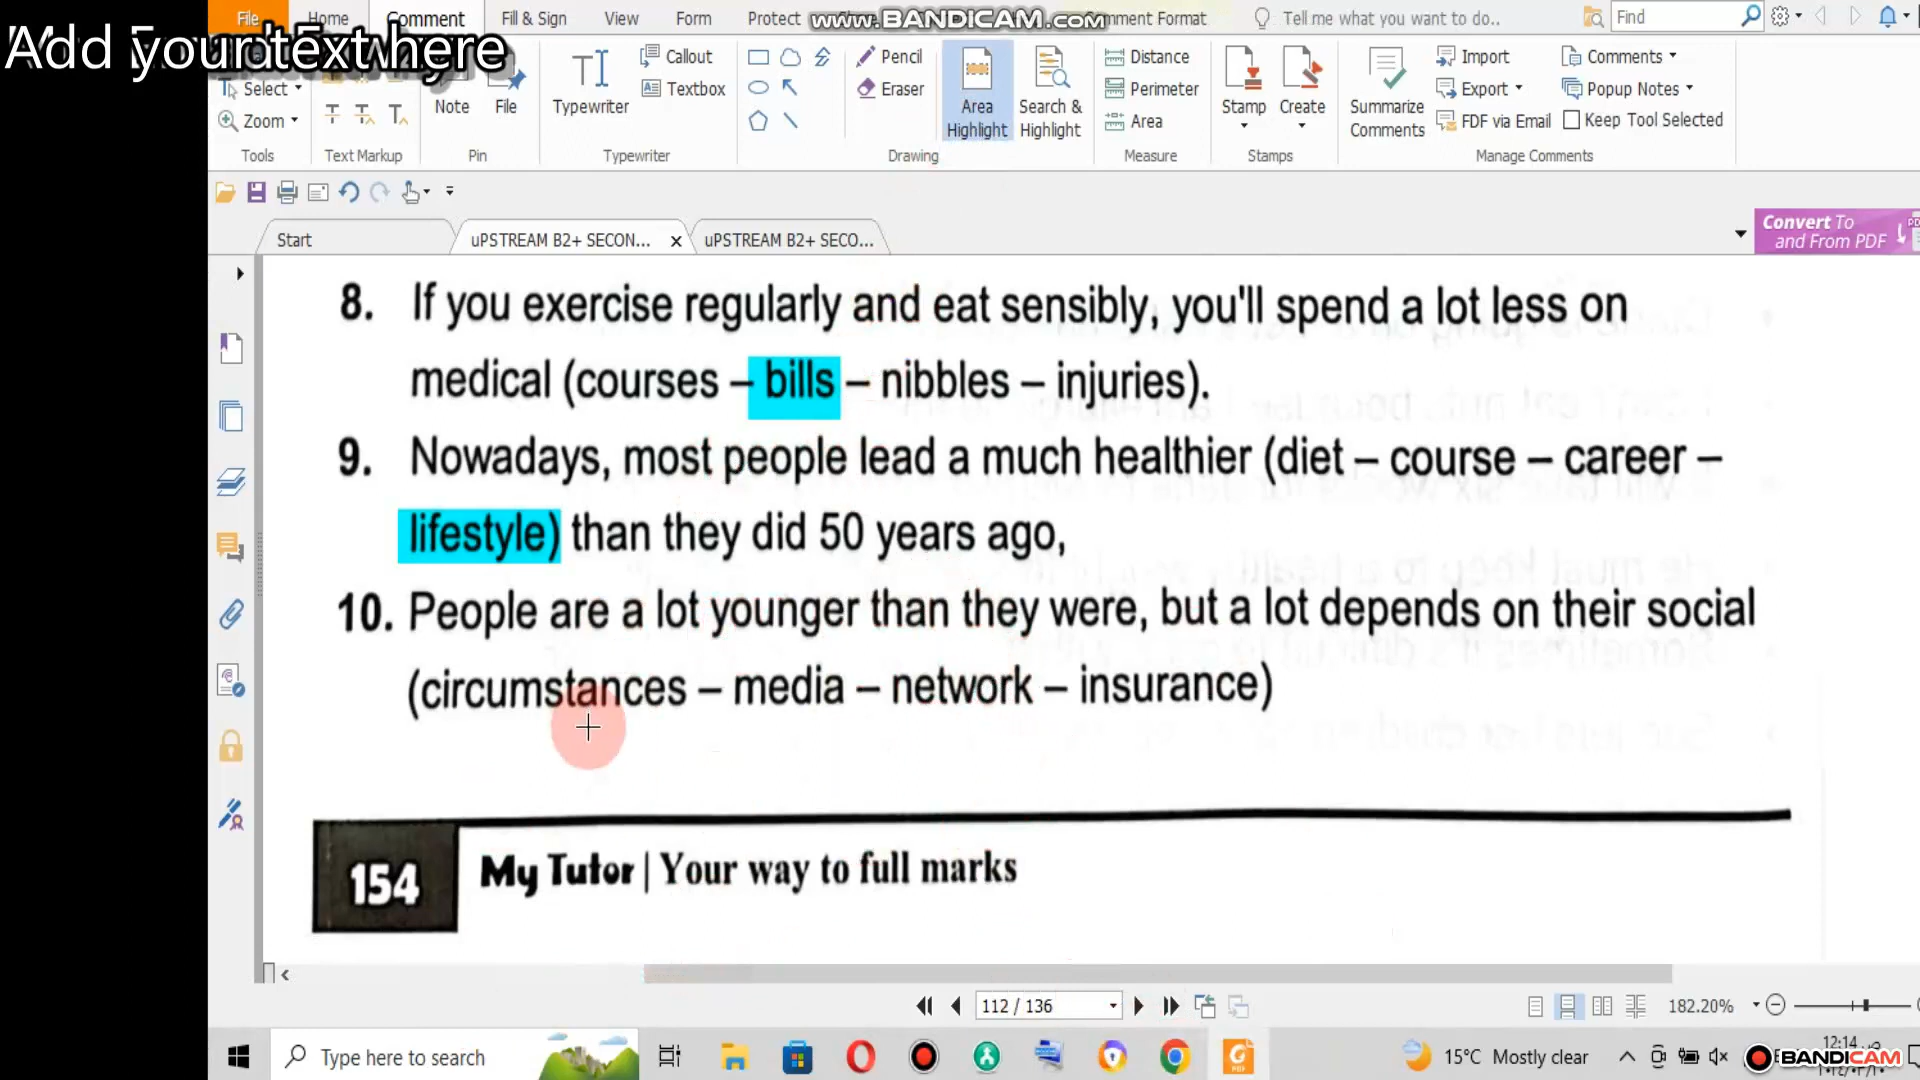 File Home Comment Fill & Sign View Form Protect www.BANDICAM.com Comment Format Tell me what you want to do.. Find
Add your text here
Select Zoom Note File Typewriter Callout Textbox Pencil Eraser Area Highlight Search & Highlight Distance Perimeter Area Stamp Create Summarize Comments Import Export FDF via Email Comments Popup Notes Keep Tool Selected
Tools Text Markup Pin Typewriter Drawing Measure Stamps Manage Comments
Start uPSTREAM B2+ SECON... uPSTREAM B2+ SECO... Convert To
and From PDF
8. If you exercise regularly and eat sensibly, you'll spend a lot less on
medical (courses – bills – nibbles – injuries).
9. Nowadays, most people lead a much healthier (diet – course – career –
lifestyle) than they did 50 years ago,
10. People are a lot younger than they were, but a lot depends on their social
(circumstances – media – network – insurance)
154 My Tutor | Your way to full marks
112 / 136 182.20%
Type here to search 15°C Mostly clear 12:14
BANDICAM